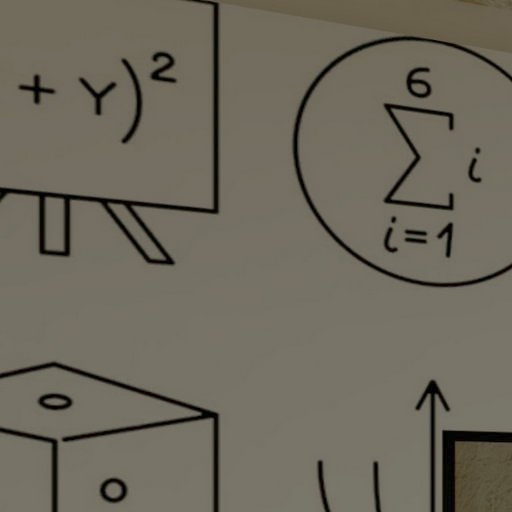 + Y)²
6
∑ i
i=1